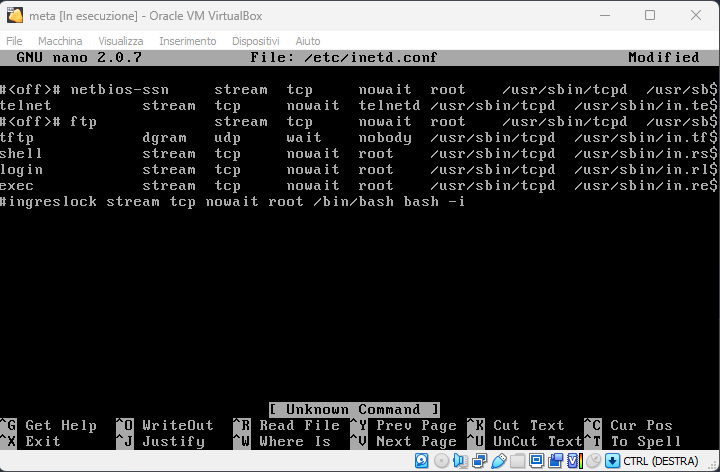 meta [In esecuzione] - Oracle VM VirtualBox
File Macchina Visualizza Inserimento Dispositivi Aiuto
GNU nano 2.0.7 File: /etc/inetd.conf Modified
#<off># netbios-ssn stream tcp nowait root /usr/sbin/tcpd /usr/sb$
telnet stream tcp nowait telnetd /usr/sbin/tcpd /usr/sbin/in.te$
#<off># ftp stream tcp nowait root /usr/sbin/tcpd /usr/sb$
tftp dgram udp wait nobody /usr/sbin/tcpd /usr/sbin/in.tf$
shell stream tcp nowait root /usr/sbin/tcpd /usr/sbin/in.rs$
login stream tcp nowait root /usr/sbin/tcpd /usr/sbin/in.rl$
exec stream tcp nowait root /usr/sbin/tcpd /usr/sbin/in.re$
#ingreslock stream tcp nowait root /bin/bash bash -i
[ Unknown Command ]
^G Get Help ^O WriteOut ^R Read File ^Y Prev Page ^K Cut Text ^C Cur Pos
^X Exit ^J Justify ^W Where Is ^V Next Page ^U UnCut Text ^T To Spell
CTRL (DESTRA)